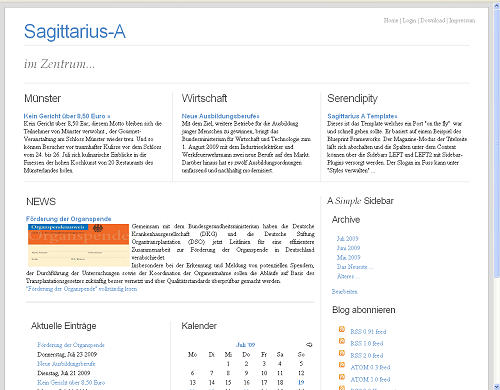 Home | Login | Download | Impressum
Sagittarius-A
im Zentrum...
Münster
Kein Gericht über 8,50 Euro »
Kein Gericht über 8,50 Eur, diesem Motto bleiben sich die
Teilnehmer von Münster verwöhnt , der Gourmet-
Veranstaltung am Schloss Münster wieder treu. Und so
können Besucher vor traumhafter Kulisse vor dem Schloss
vom 24. bis 26. Juli sich kulinarische Einblicke in die
Finessen der hohen Kochkunst von 20 Restaurants des
Münsterlandes holen.
Wirtschaft
Neue Ausbildungsberufe»
Mit dem Ziel, weitere Betriebe für die Ausbildung
junger Menschen zu gewinnen, bringt das
Bundesministerium für Wirtschaft und Technologie zum
1. August 2009 mit dem Industrieelektriker und
Werkfeuerwehrmann zwei neue Berufe auf den Markt.
Darüber hinaus hat es zwölf Ausbildungsordnungen
umfassend und nachhaltig modernisiert.
Serendipity
Sagittarius A Template»
Dieses ist das Template welches ein Port "on the fly" war
und schnell gehen sollte. Er basiert auf einem Beispiel des
Blueprint Frameworks. Der Magazine-Modus der Titelseite
läßt sich abschalten und die Spalten unter dem Content
können über die Sidebars LEFT und LEFT2 mit Sidebar-
Plugins versorgt werden. Der Slogan im Footer kann unter
"Styles verwalten" ...
NEWS
Förderung der Organspende
Organspendeausweis
Organspende
Gemeinsam mit dem Bundesgesundheitsministerium haben die Deutsche
Krankenhausgesellschaft (DKG) und die Deutsche Stiftung
Organtransplantation (DSO) jetzt Leitlinien für eine effizientere
Zusammenarbeit zur Förderung der Organspende in Deutschland
verabschiedet.
Insbesondere bei der Erkennung und Meldung von potenziellen Spendern,
der Durchführung der Untersuchungen sowie der Koordination der Organentnahme sollen die Abläufe auf Basis des
Transplantationsgesetzes zukünftig besser vernetzt und über Qualitätsstandards überprüfbar gemacht werden.
"Förderung der Organspende" vollständig lesen
A Simple Sidebar
Archive
Juli 2009
Juni 2009
Mai 2009
Das Neueste ...
Älteres ...
Bearbeiten
Blog abonnieren
RSS 0.91 feed
RSS 1.0 feed
RSS 2.0 feed
ATOM 0.3 feed
ATOM 1.0 feed
Aktuelle Einträge
Förderung der Organspende
Donnerstag, Juli 23 2009
Neue Ausbildungsberufe
Dienstag, Juli 21 2009
Kein Gericht über 8,50 Euro
Kalender
Juli '09
Mo Di Mi Do Fr Sa So
1 2 3 4 5
6 7 8 9 10 11 12
13 14 15 16 17 18 19